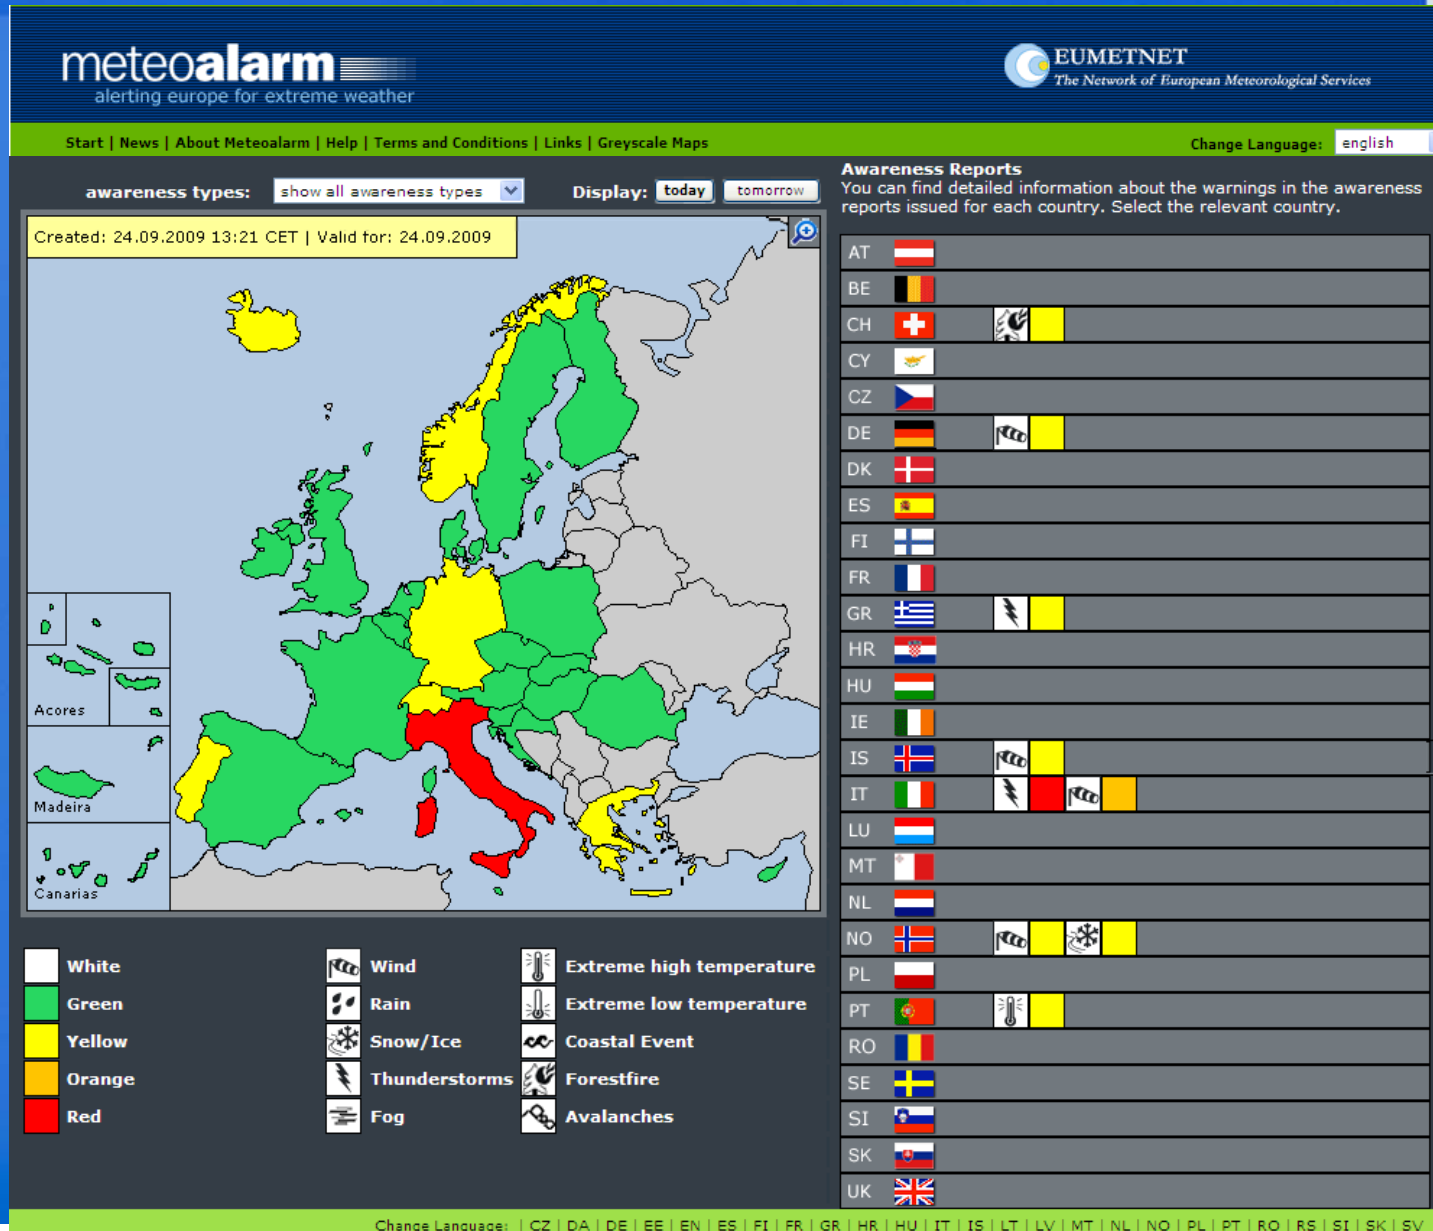 meteoalarm
alerting europe for extreme weather
EUMETNET
The Network of European Meteorological Services
Start | News | About Meteoalarm | Help | Terms and Conditions | Links | Greyscale Maps
Change Language: english
awareness types: show all awareness types
Display: today tomorrow
Created: 24.09.2009 13:21 CET | Valid for: 24.09.2009
Acores
Madeira
Canarias
White
Green
Yellow
Orange
Red
Wind
Rain
Snow/Ice
Thunderstorms
Fog
Extreme high temperature
Extreme low temperature
Coastal Event
Forestfire
Avalanches
Awareness Reports
You can find detailed information about the warnings in the awareness
reports issued for each country. Select the relevant country.
AT
BE
CH
CY
CZ
DE
DK
ES
FI
FR
GR
HR
HU
IE
IS
IT
LU
MT
NL
NO
PL
PT
RO
SE
SI
SK
UK
Change Language: | CZ | DA | DE | EE | EN | ES | FI | FR | GR | HR | HU | IT | IS | LT | LV | MT | NL | NO | PL | PT | RO | RS | SI | SK | SV